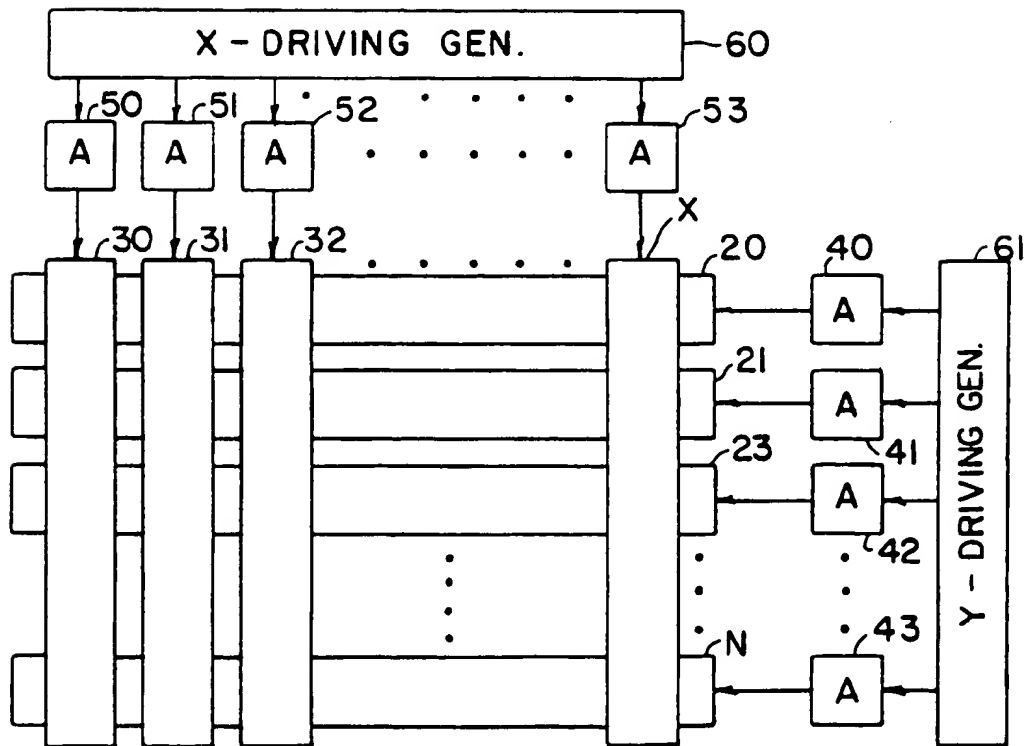 X - DRIVING GEN.
60
50
51
52
53
A
A
A
A
30
31
32
X
20
40
61
A
21
A
41
23
A
42
Y - DRIVING GEN.
N
43
A